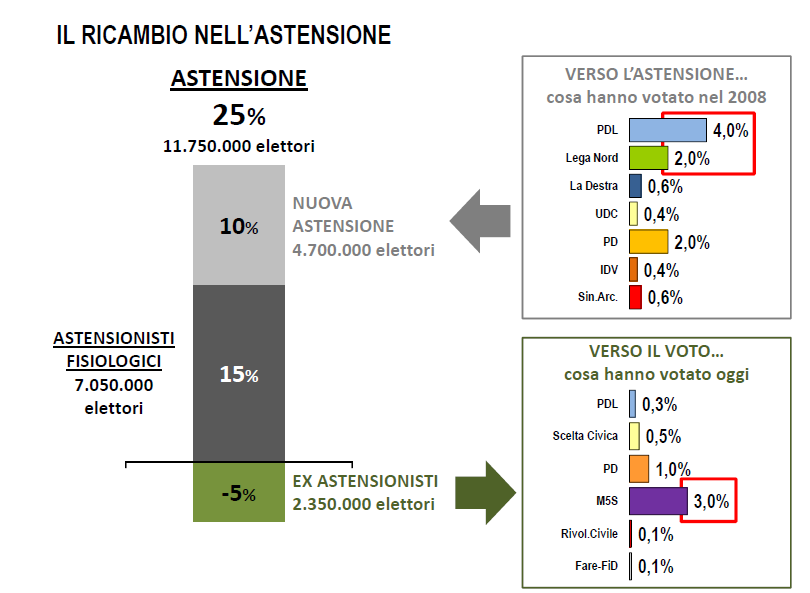 IL RICAMBIO NELL'ASTENSIONE
ASTENSIONE
25%
11.750.000 elettori
10%
NUOVA
ASTENSIONE
4.700.000 elettori
ASTENSIONISTI
FISIOLOGICI
7.050.000
elettori
15%
-5%
EX ASTENSIONISTI
2.350.000 elettori
VERSO L'ASTENSIONE...
cosa hanno votato nel 2008
PDL 4,0%
Lega Nord 2,0%
La Destra 0,6%
UDC 0,4%
PD 2,0%
IDV 0,4%
Sin.Arc. 0,6%
VERSO IL VOTO...
cosa hanno votato oggi
PDL 0,3%
Scelta Civica 0,5%
PD 1,0%
M5S 3,0%
Rivol.Civile 0,1%
Fare-FiD 0,1%